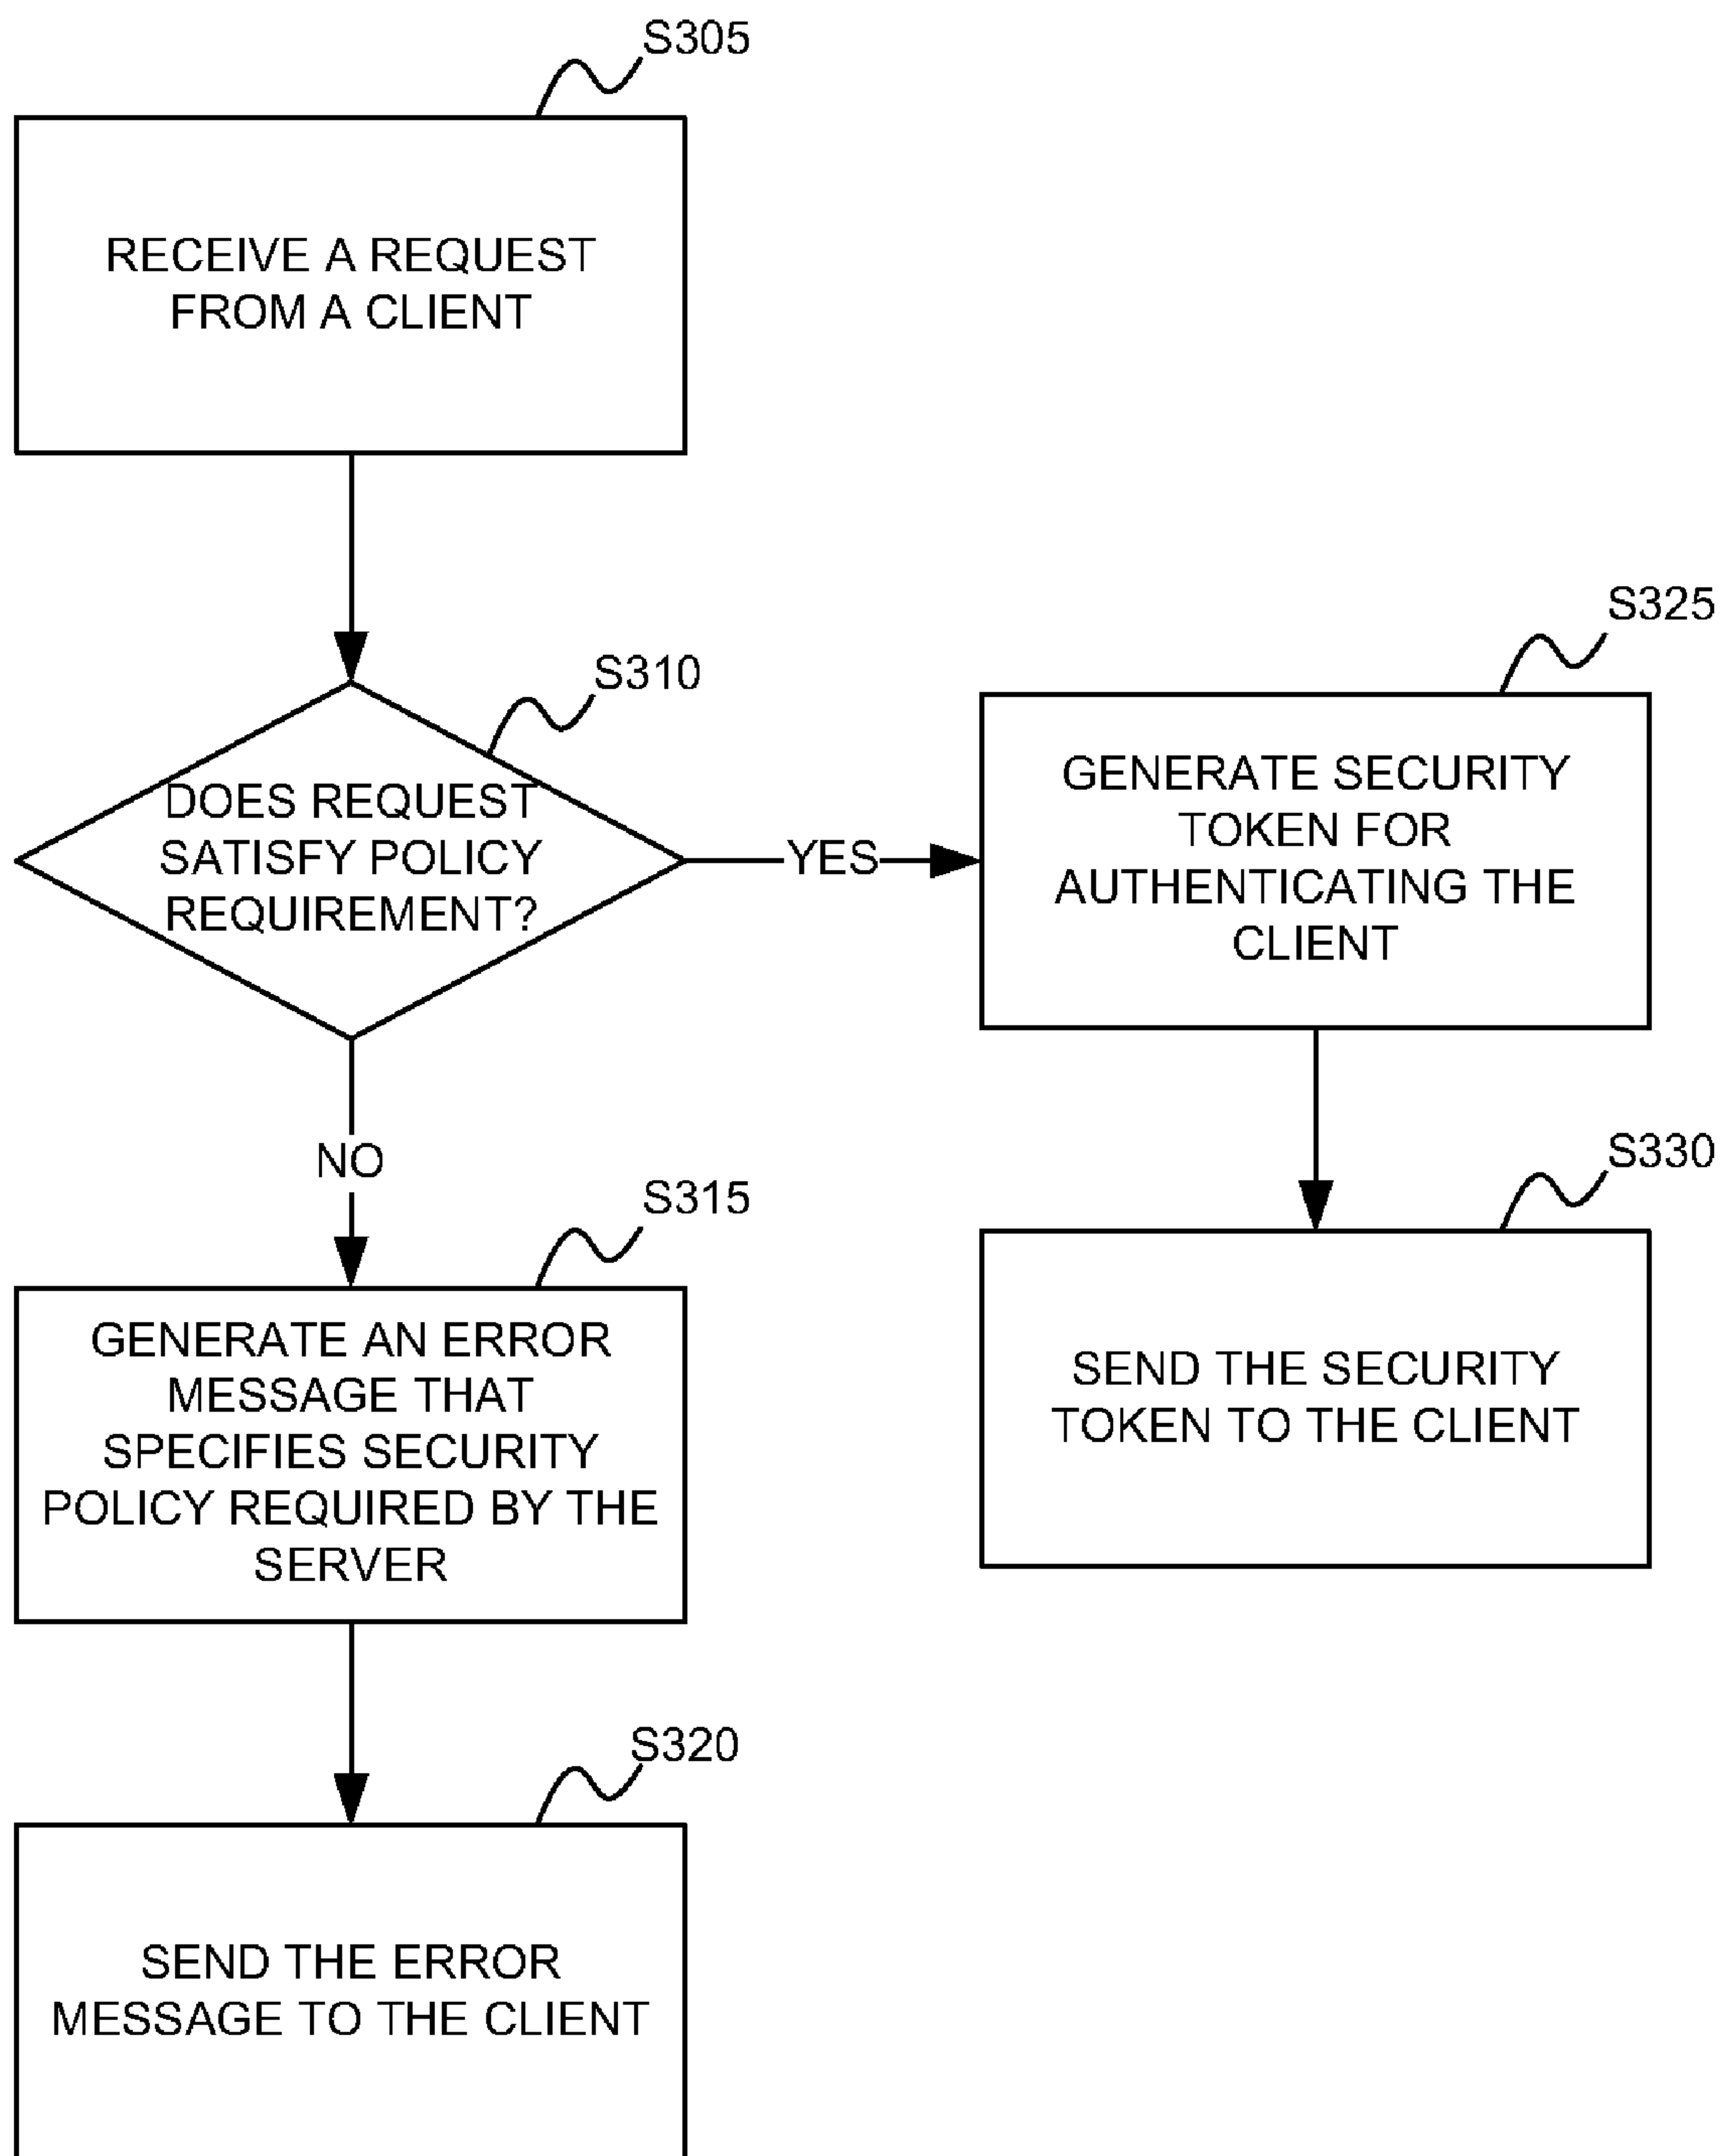 S305
RECEIVE A REQUEST
FROM A CLIENT
S310
DOES REQUEST
SATISFY POLICY
REQUIREMENT?
YES
S325
GENERATE SECURITY
TOKEN FOR
AUTHENTICATING THE
CLIENT
NO
S315
GENERATE AN ERROR
MESSAGE THAT
SPECIFIES SECURITY
POLICY REQUIRED BY THE
SERVER
S330
SEND THE SECURITY
TOKEN TO THE CLIENT
S320
SEND THE ERROR
MESSAGE TO THE CLIENT